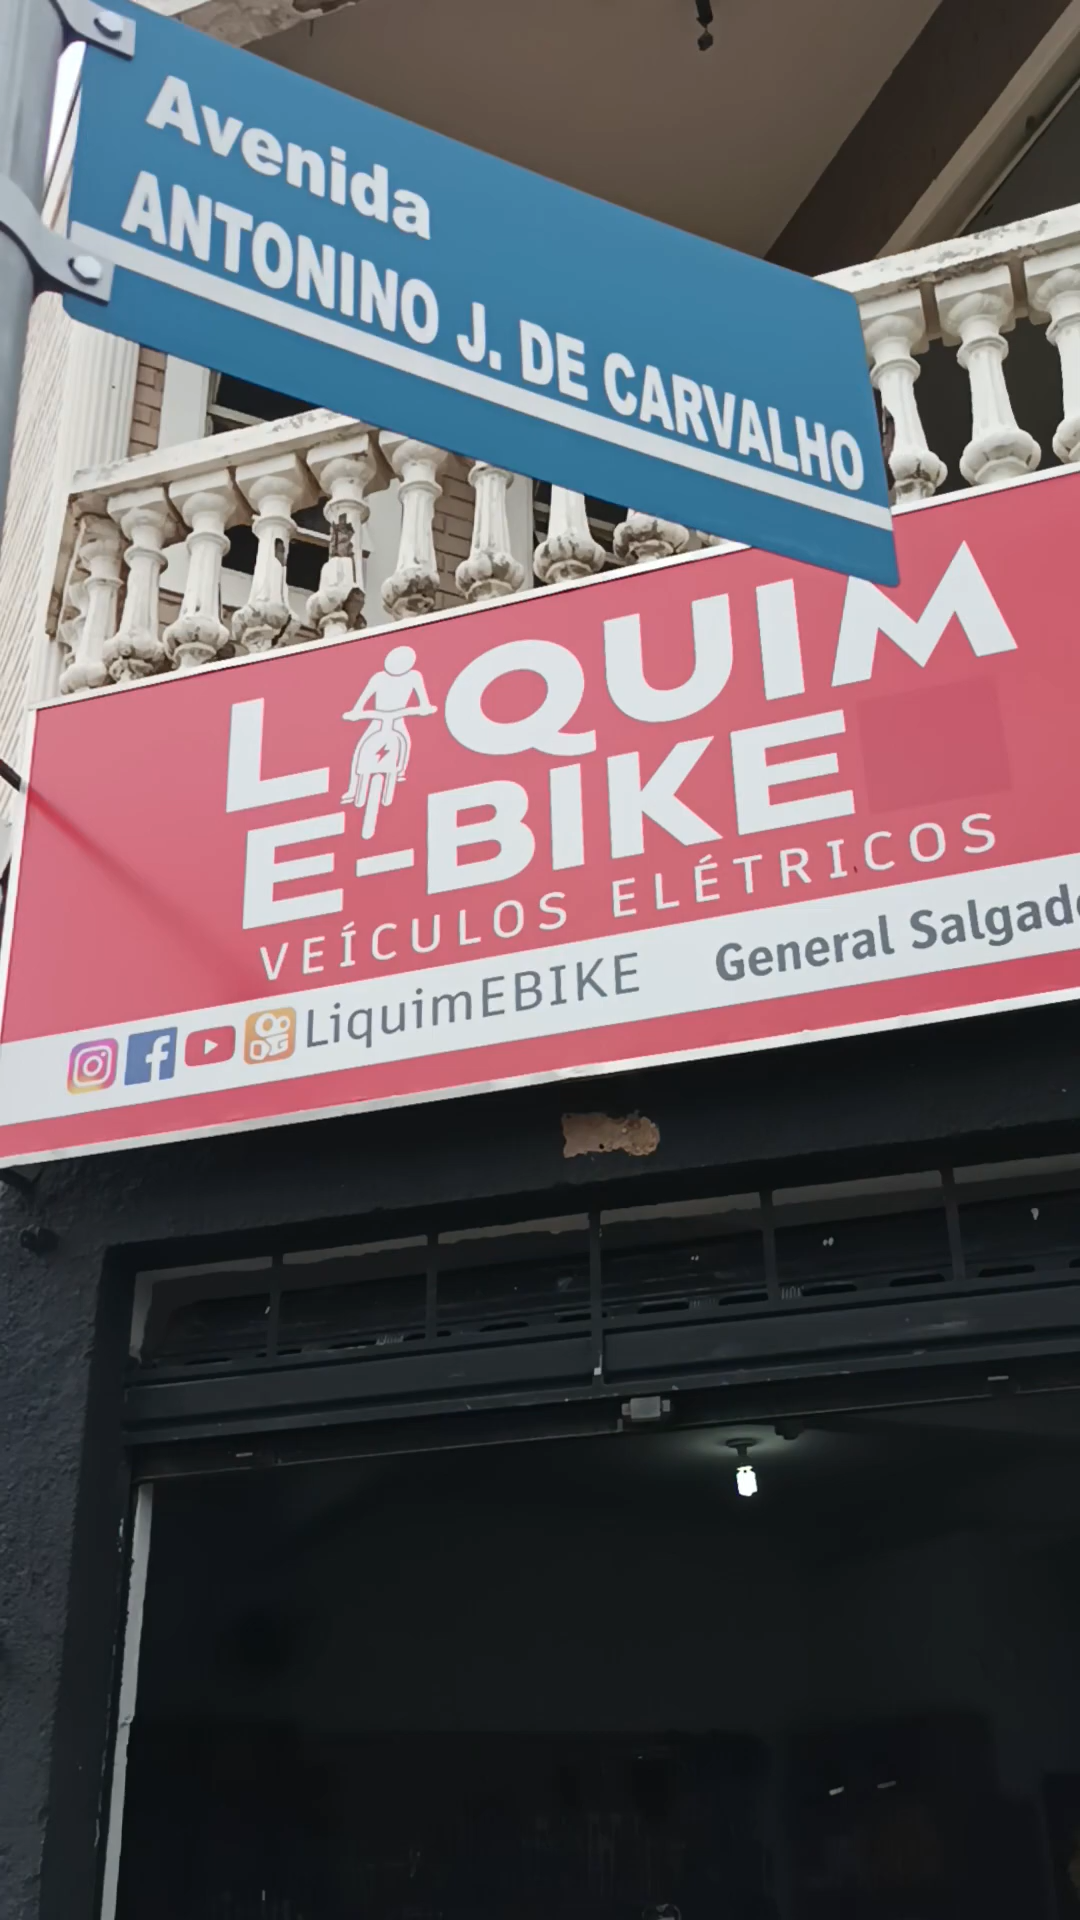 Avenida
ANTONINO J. DE CARVALHO
LIQUIM
E-BIKE
VEÍCULOS ELÉTRICOS
LiquimEBIKE
General Salgado